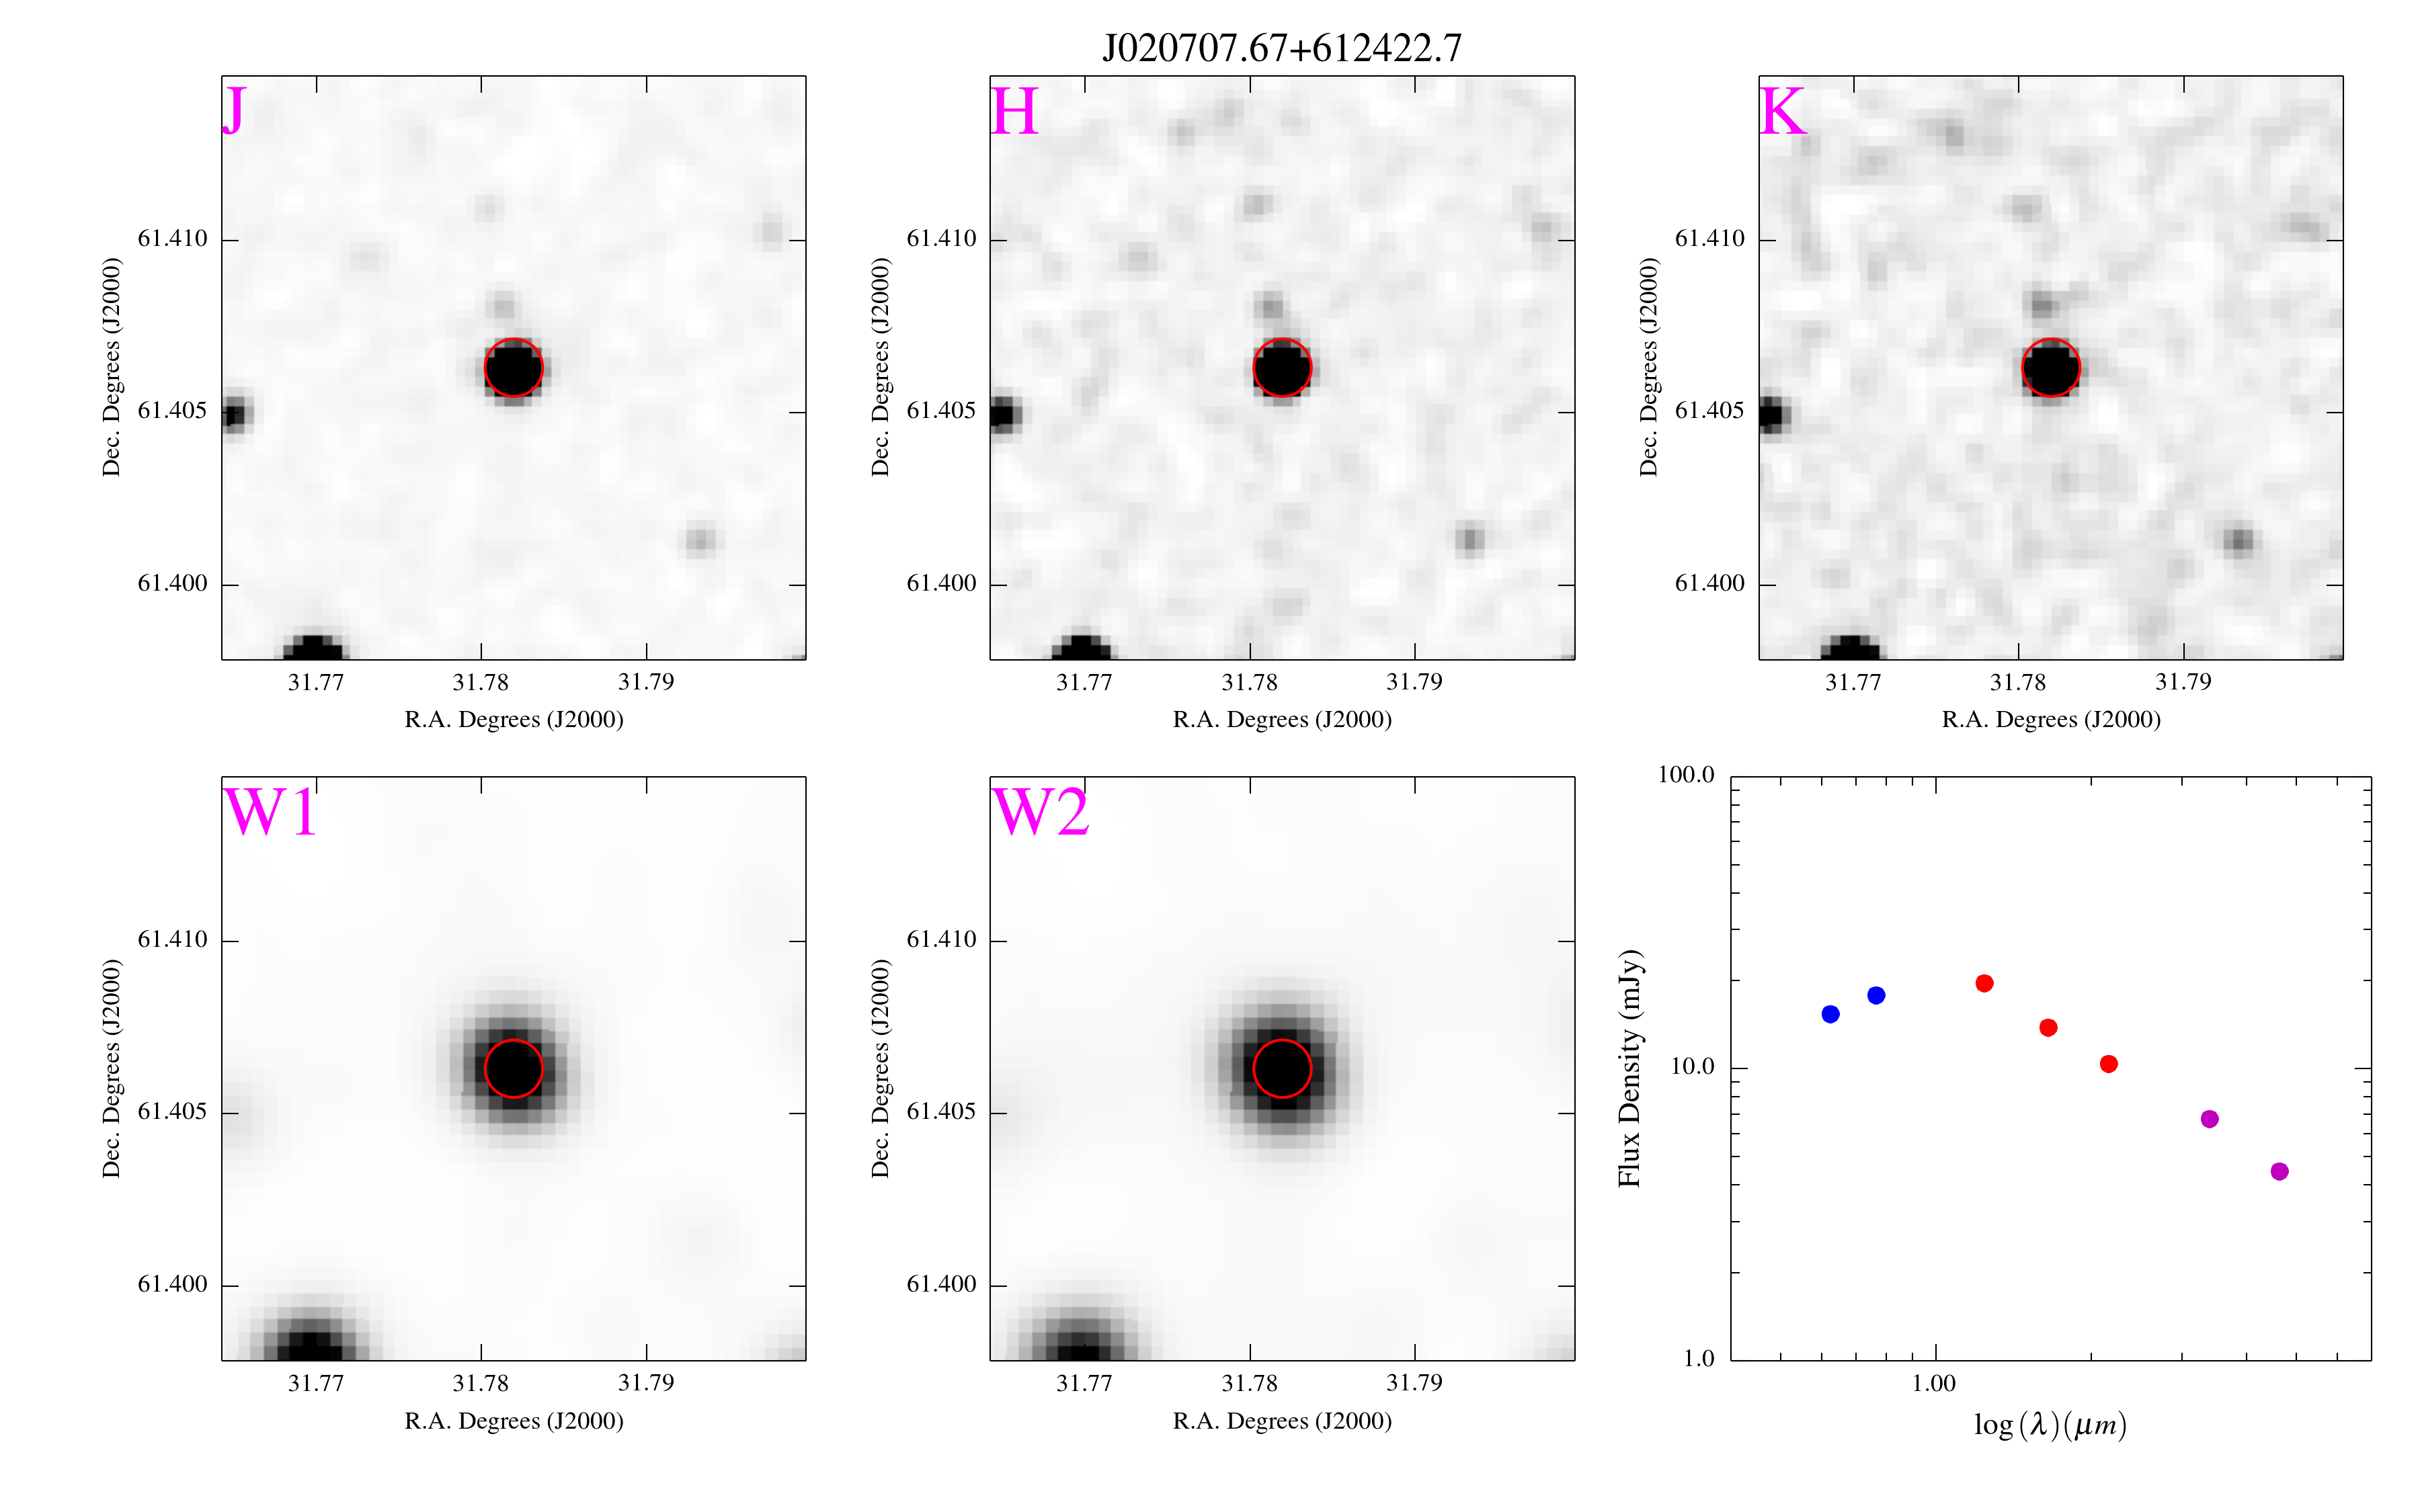 J020707.67+612422.7
J
61.410
61.405
61.400
Dec. Degrees (J2000)
31.77 31.78 31.79
R.A. Degrees (J2000)
H
61.410
61.405
61.400
Dec. Degrees (J2000)
31.77 31.78 31.79
R.A. Degrees (J2000)
K
61.410
61.405
61.400
Dec. Degrees (J2000)
31.77 31.78 31.79
R.A. Degrees (J2000)
W1
61.410
61.405
61.400
Dec. Degrees (J2000)
31.77 31.78 31.79
R.A. Degrees (J2000)
W2
61.410
61.405
61.400
Dec. Degrees (J2000)
31.77 31.78 31.79
R.A. Degrees (J2000)
100.0
10.0
1.0
Flux Density (mJy)
1.00
log(λ)(μm)